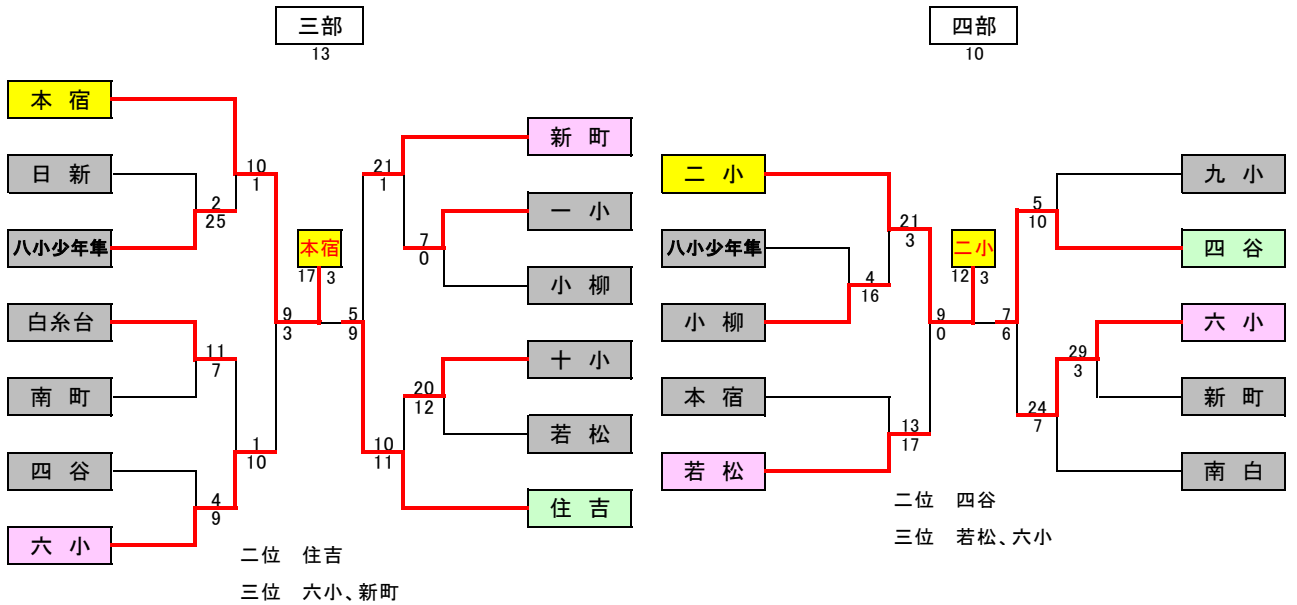 三部
13
本 宿
日 新
八小少年隼
白糸台
南 町
四 谷
六 小
2
25
11
7
4
9
10
1
1
10
9
3
本宿
17 3
5
9
21
1
10
11
7
0
20
12
新 町
一 小
小 柳
十 小
若 松
住 吉
二位 住吉
三位 六小、新町
四部
10
二 小
八小少年隼
小 柳
本 宿
若 松
4
16
21
3
13
17
9
0
二小
12 3
7
6
5
10
24
7
29
3
九 小
四 谷
六 小
新 町
南 白
二位 四谷
三位 若松、六小